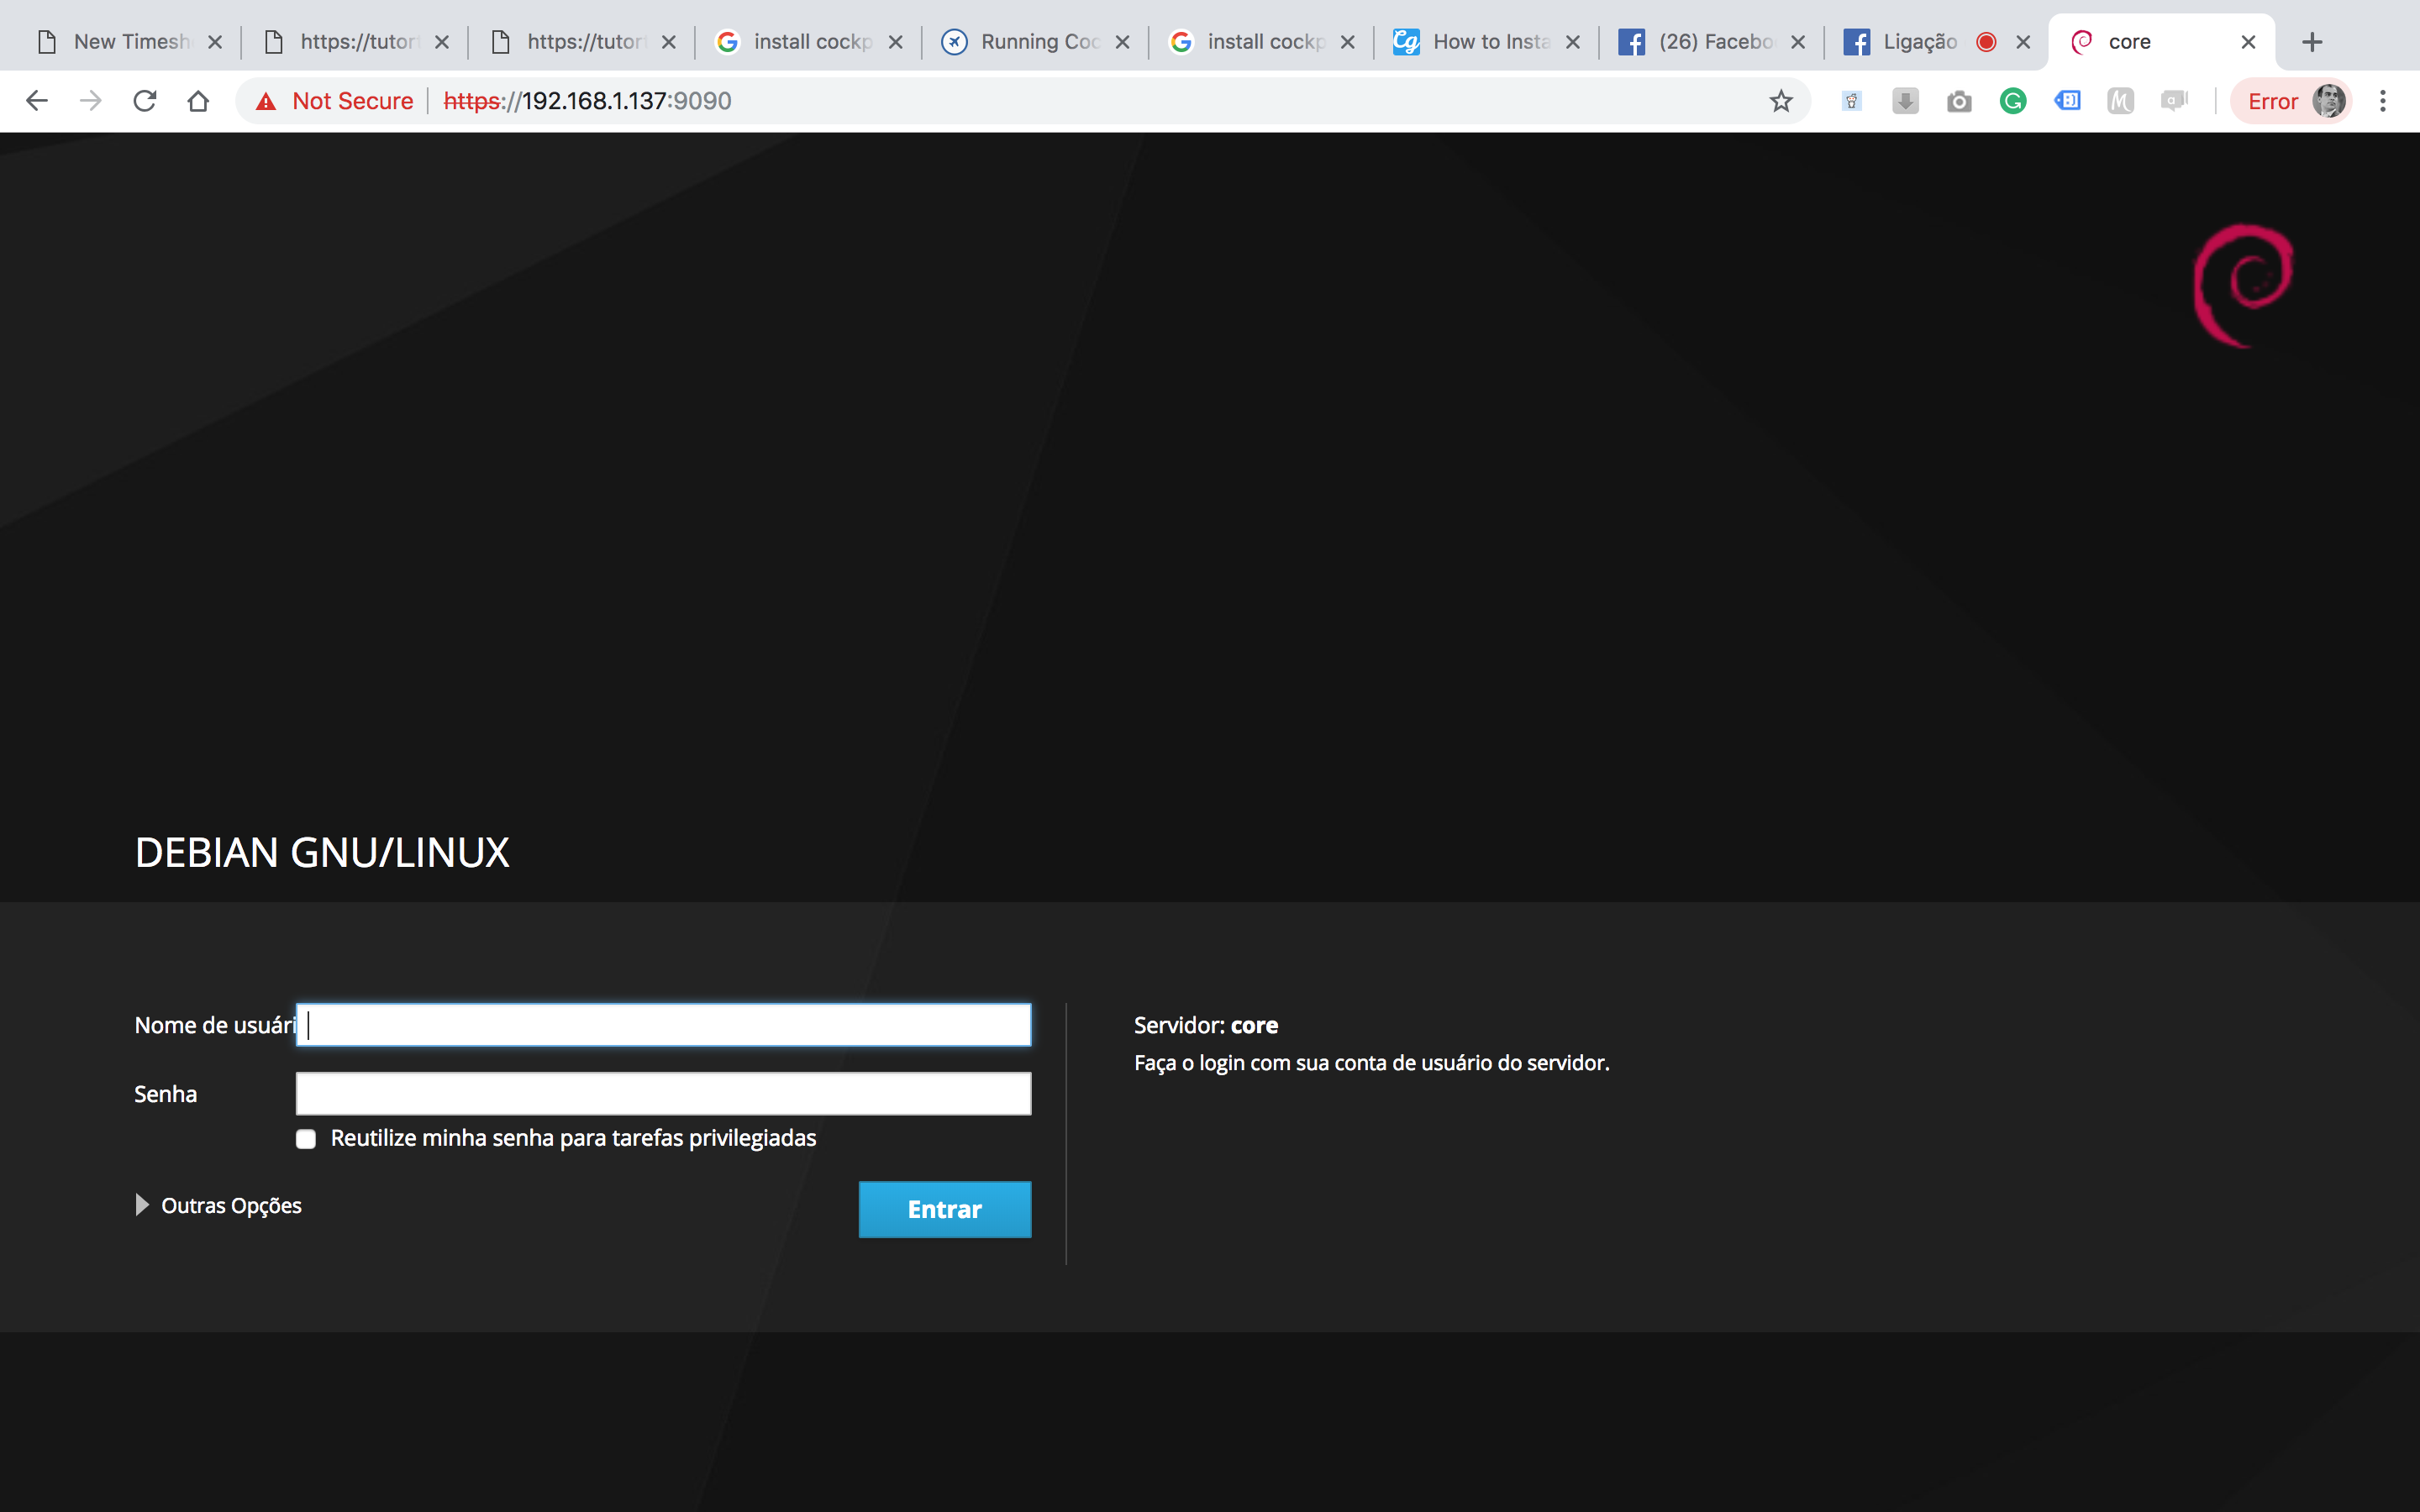 New Timesh
https://tutor
https://tutor
install cockp
Running Coc
install cockp
Cg
How to Insta
(26) Facebo
Ligação
core
Not Secure
https://192.168.1.137:9090
Error
DEBIAN GNU/LINUX
Nome de usuári
Senha
Reutilize minha senha para tarefas privilegiadas
Outras Opções
Entrar
Servidor: core
Faça o login com sua conta de usuário do servidor.